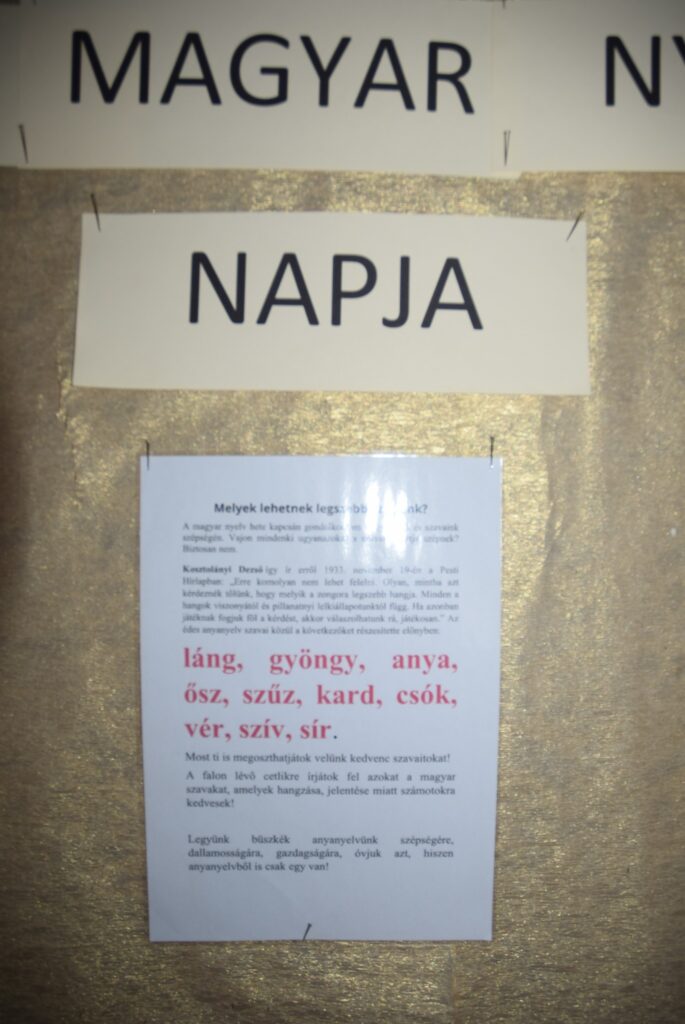 MAGYAR NY
NAPJA
Melyek lehetnek legszebb
A magyar nyelv hete kapcsán és szavaink
szépségén. Vajon mindenki
Biztosan nem.
Kosztolányi Dezső így ír erről 1933. november 19-én a Pesti
Hírlapban: „Erre komolyan nem lehet felelni. Olyan, mintha azt
kérdeznék tőlünk, hogy melyik a zongora legszebb hangja. Minden a
hangok viszonyától és pillanatnyi lelkiállapotunktól függ. Ha azonban
játéknak fogjuk föl a kérdést, akkor válaszolhatunk rá, játékosan.” Az
édes anyanyelv szavai közül a következőket részesítette előnyben:
láng, gyöngy, anya,
ősz, szűz, kard, csók,
vér, szív, sír.
Most ti is megoszthatjátok velünk kedvenc szavaitokat!
A falon lévő cetlikre írjátok fel azokat a magyar
szavakat, amelyek hangzása, jelentése miatt számotokra
kedvesek!
Legyünk büszkék anyanyelvünk szépségére,
dallamosságára, gazdagságára, óvjuk azt, hiszen
anyanyelvből is csak egy van!